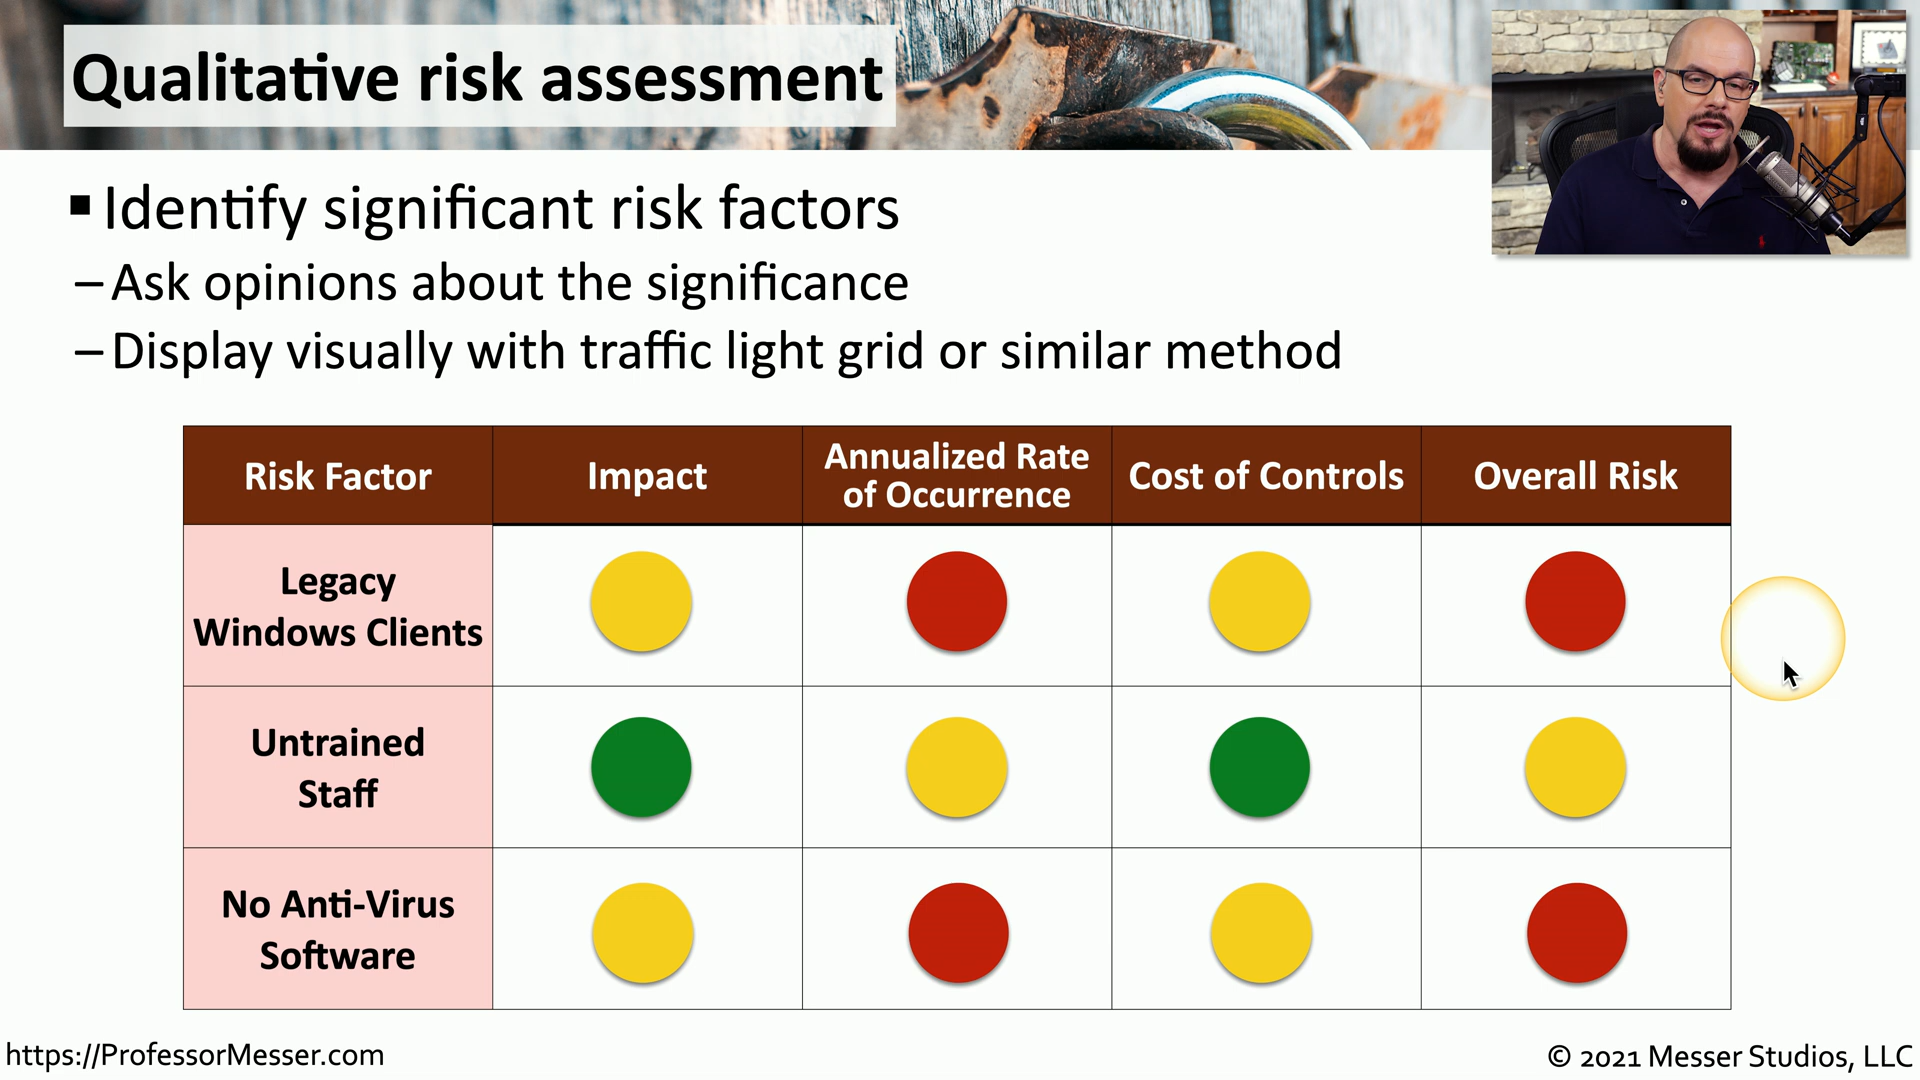 Qualitative risk assessment
▪ Identify significant risk factors
– Ask opinions about the significance
– Display visually with traffic light grid or similar method
Risk Factor
Impact
Annualized Rate
of Occurrence
Cost of Controls
Overall Risk
Legacy
Windows Clients
Untrained
Staff
No Anti-Virus
Software
https://ProfessorMesser.com
© 2021 Messer Studios, LLC